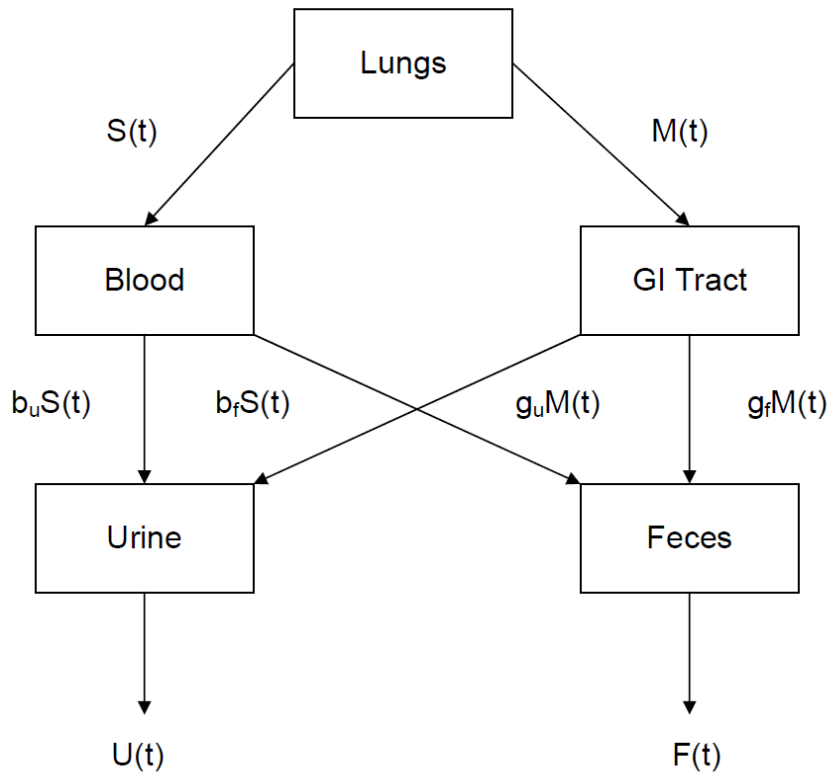 Lungs
S(t)
M(t)
Blood
GI Tract
bᵤS(t)
b_fS(t)
gᵤM(t)
g_fM(t)
Urine
Feces
U(t)
F(t)